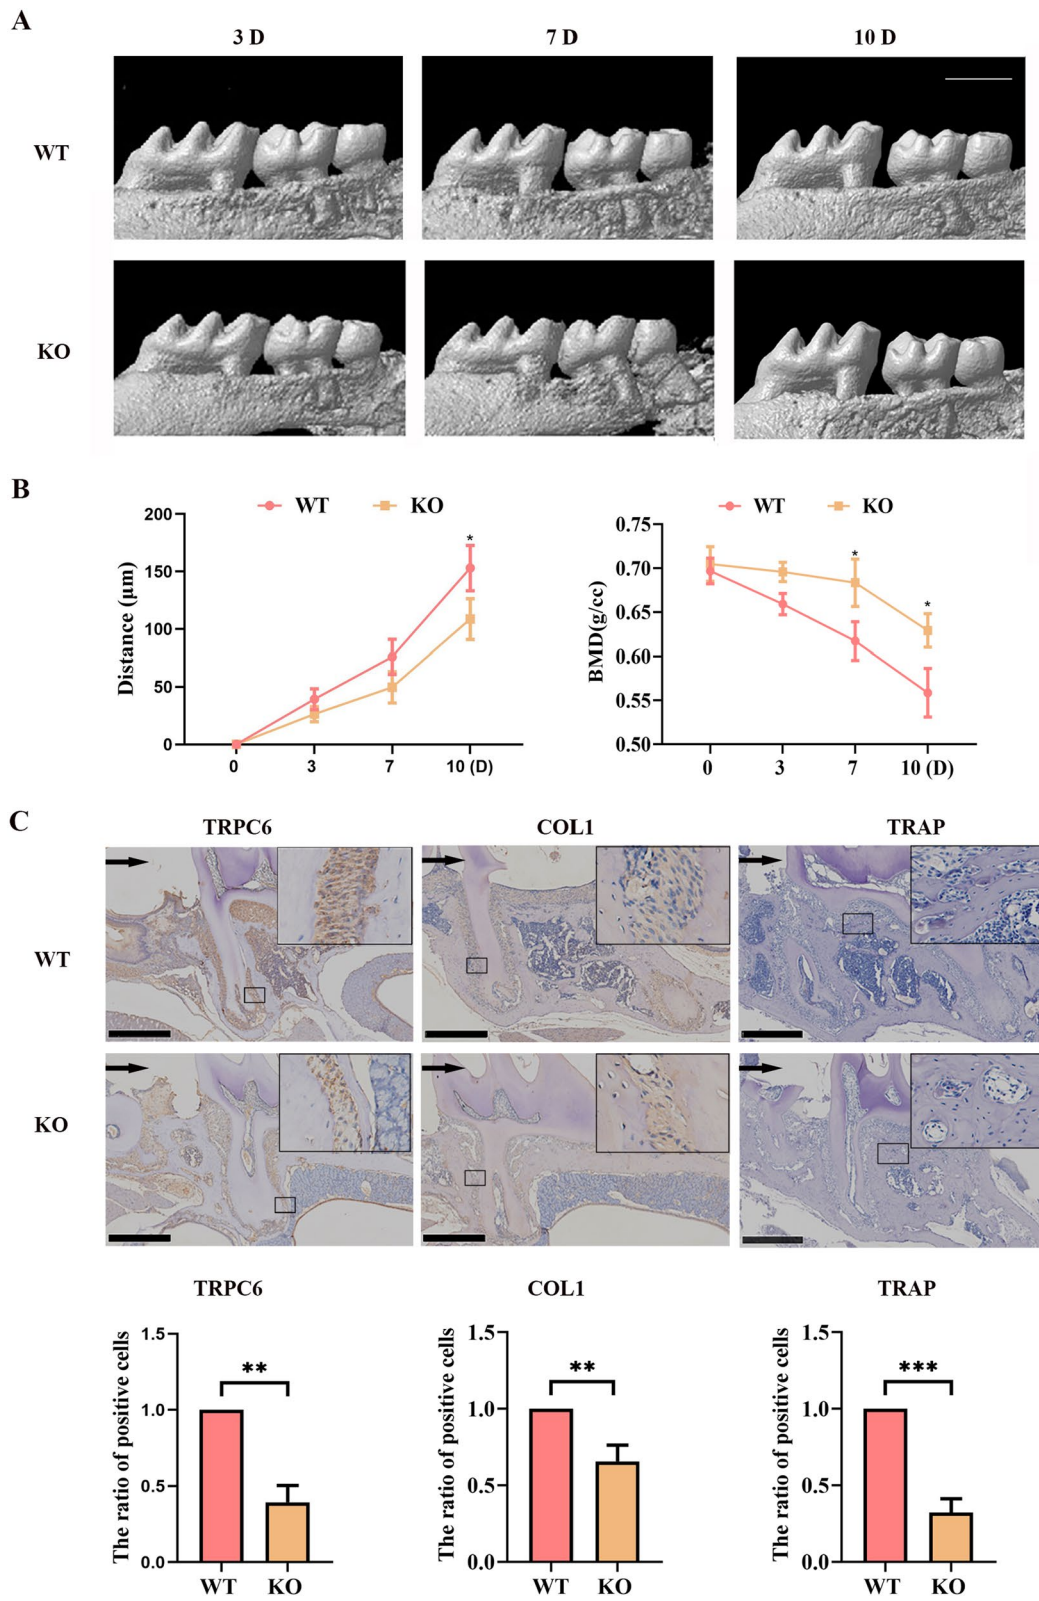 A
3 D 7 D 10 D
WT
KO
B
WT KO
Distance (μm)
200
150
100
50
0
*
0 3 7 10 (D)
WT KO
BMD(g/cc)
0.75
0.70
0.65
0.60
0.55
0.50
* *
0 3 7 10 (D)
C
TRPC6 COL1 TRAP
WT
KO
TRPC6
The ratio of positive cells
1.5
1.0
0.5
0.0
**
WT KO
COL1
The ratio of positive cells
1.5
1.0
0.5
0.0
**
WT KO
TRAP
The ratio of positive cells
1.5
1.0
0.5
0.0
***
WT KO